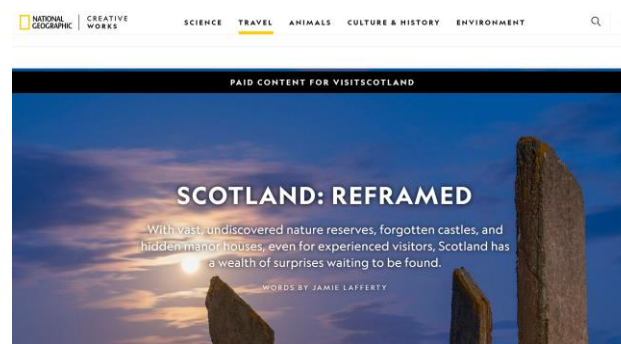 NATIONAL GEOGRAPHIC
CREATIVE WORKS
SCIENCE TRAVEL ANIMALS CULTURE & HISTORY ENVIRONMENT
PAID CONTENT FOR VISITSCOTLAND
SCOTLAND: REFRAMED
With vast, undiscovered nature reserves, forgotten castles, and
hidden manor houses, even for experienced visitors, Scotland has
a wealth of surprises waiting to be found.
WORDS BY JAMIE LAFFERTY